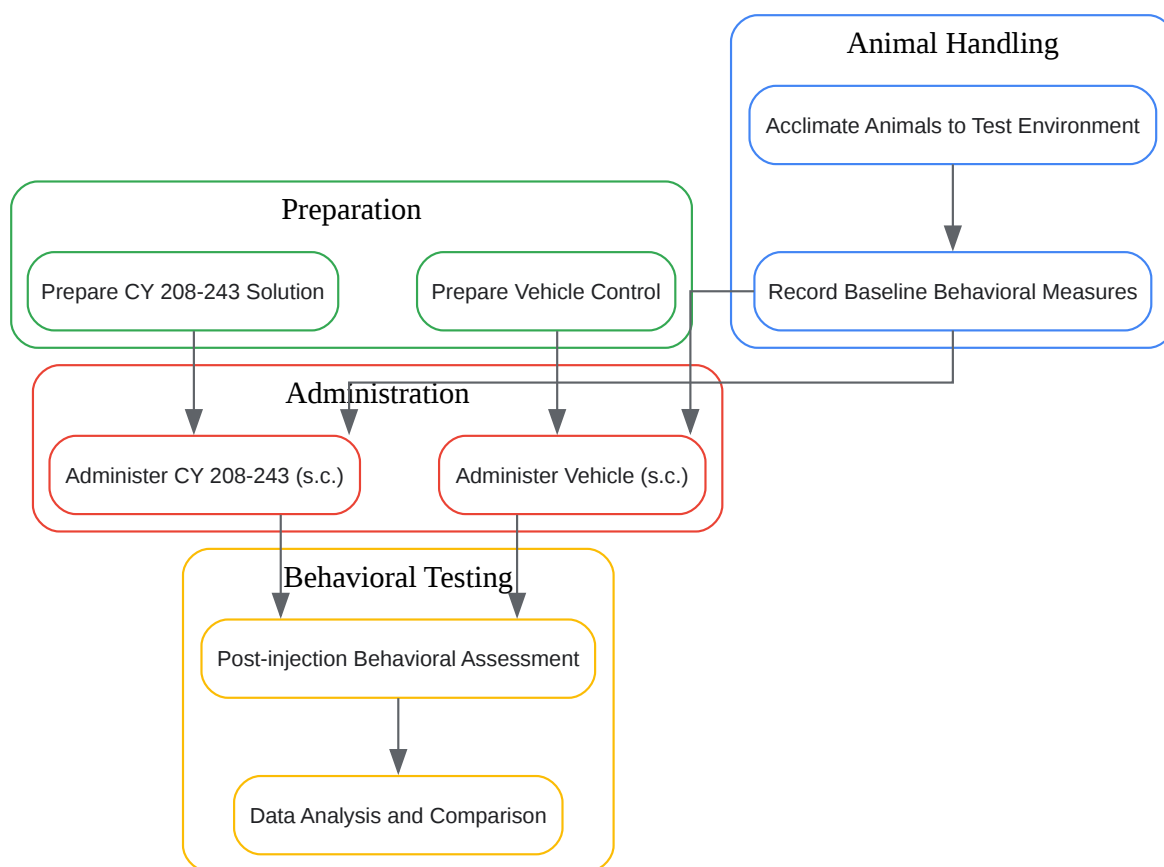 Animal Handling
Acclimate Animals to Test Environment
Preparation
Prepare CY 208-243 Solution
Prepare Vehicle Control
Record Baseline Behavioral Measures
Administration
Administer CY 208-243 (s.c.)
Administer Vehicle (s.c.)
Behavioral Testing
Post-injection Behavioral Assessment
Data Analysis and Comparison